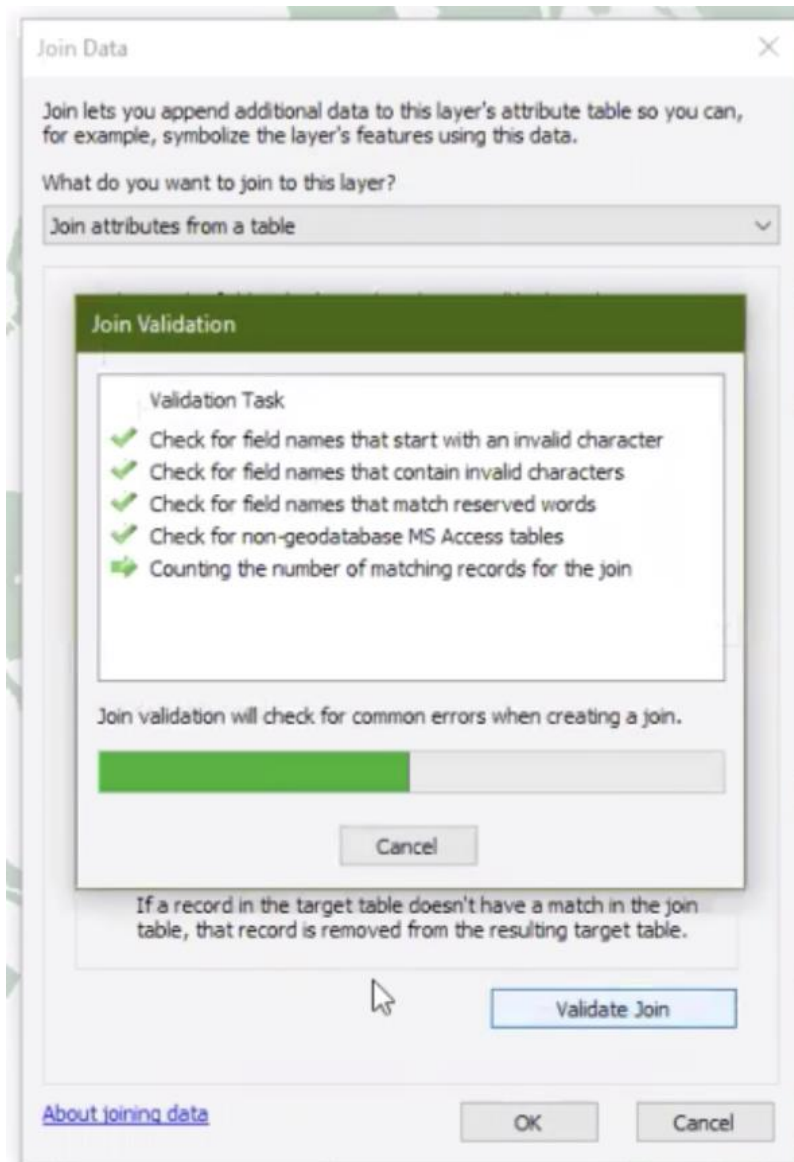 Join Data
Join lets you append additional data to this layer's attribute table so you can,
for example, symbolize the layer's features using this data.
What do you want to join to this layer?
Join attributes from a table
Join Validation
Validation Task
Check for field names that start with an invalid character
Check for field names that contain invalid characters
Check for field names that match reserved words
Check for non-geodatabase MS Access tables
Counting the number of matching records for the join
Join validation will check for common errors when creating a join.
Cancel
If a record in the target table doesn't have a match in the join
table, that record is removed from the resulting target table.
Validate Join
About joining data
OK
Cancel